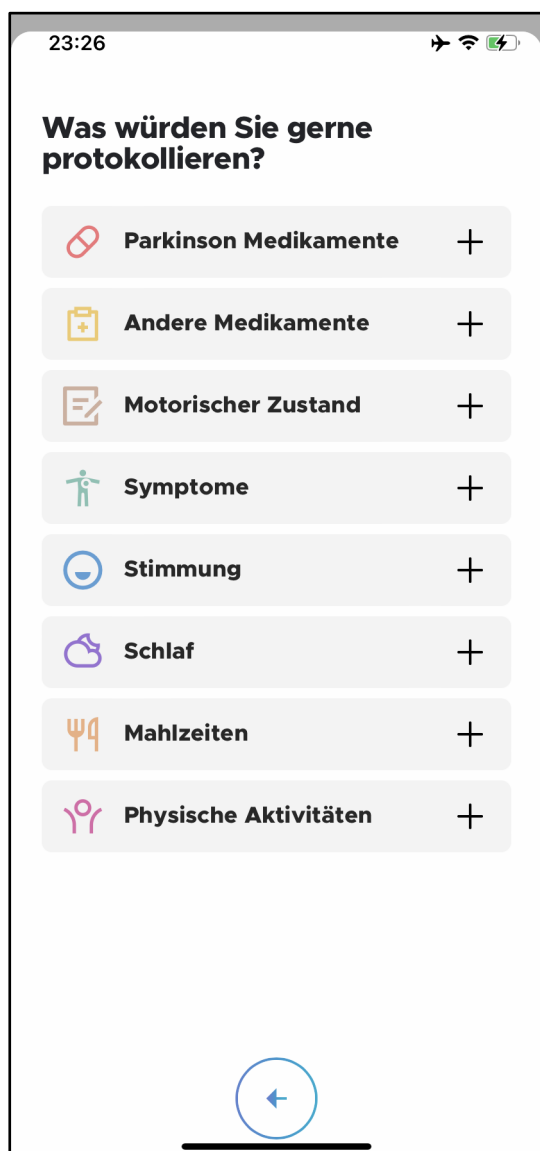 23:26
Was würden Sie gerne
protokollieren?
Parkinson Medikamente
Andere Medikamente
Motorischer Zustand
Symptome
Stimmung
Schlaf
Mahlzeiten
Physische Aktivitäten